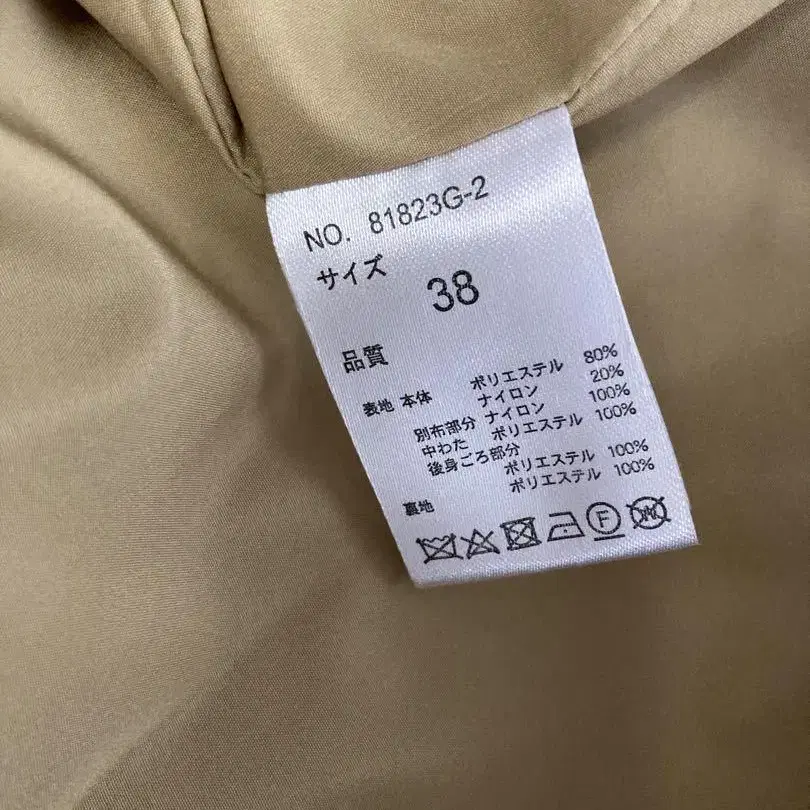 NO. 81823G-2
サイズ
38
品質
表地 本体 ポリエステル 80%
ナイロン 20%
別布部分 ナイロン 100%
中わた ポリエステル 100%
後身ごろ部分
ポリエステル 100%
裏地 ポリエステル 100%
F
W